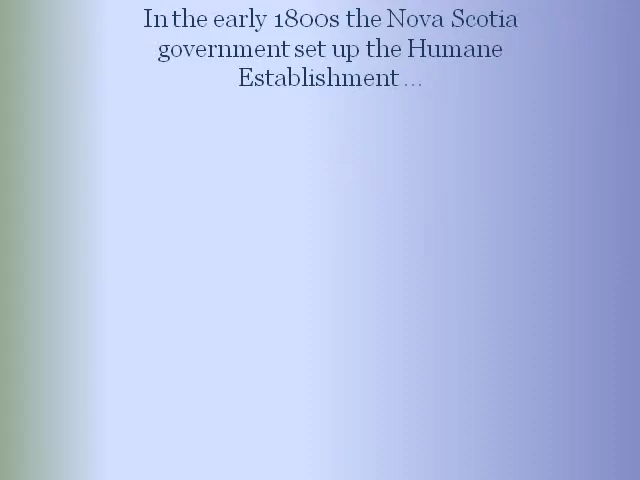 In the early 1800s the Nova Scotia
government set up the Humane
Establishment ...